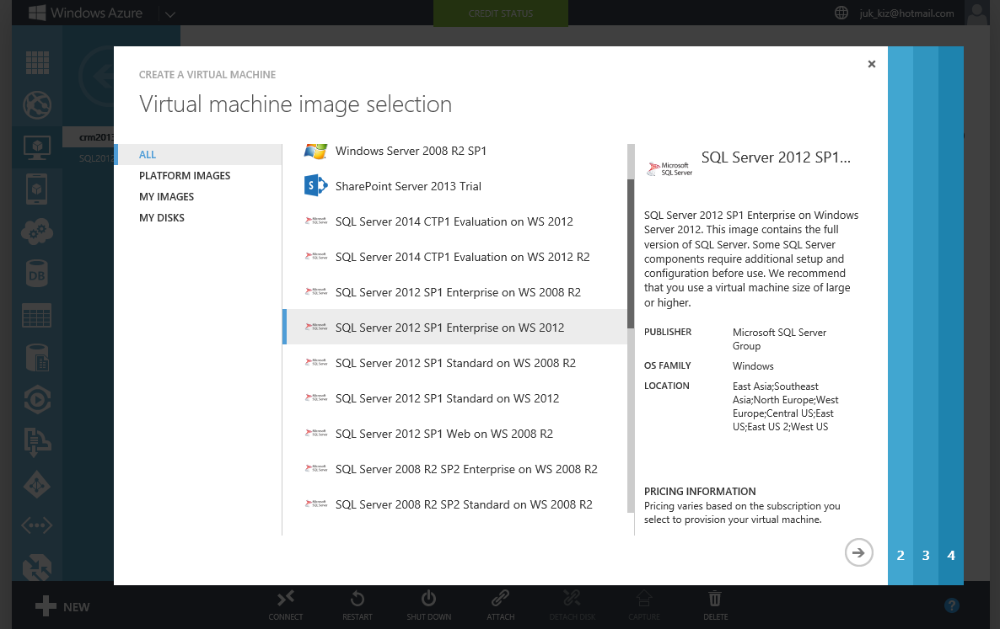 Windows Azure
CREDIT STATUS
juk_kiz@hotmail.com
CREATE A VIRTUAL MACHINE
Virtual machine image selection
crm2013
SQL2012
ALL
PLATFORM IMAGES
MY IMAGES
MY DISKS
Windows Server 2008 R2 SP1
SharePoint Server 2013 Trial
SQL Server 2014 CTP1 Evaluation on WS 2012
SQL Server 2014 CTP1 Evaluation on WS 2012 R2
SQL Server 2012 SP1 Enterprise on WS 2008 R2
SQL Server 2012 SP1 Enterprise on WS 2012
SQL Server 2012 SP1 Standard on WS 2008 R2
SQL Server 2012 SP1 Standard on WS 2012
SQL Server 2012 SP1 Web on WS 2008 R2
SQL Server 2008 R2 SP2 Enterprise on WS 2008 R2
SQL Server 2008 R2 SP2 Standard on WS 2008 R2
Microsoft
SQL Server
SQL Server 2012 SP1...
SQL Server 2012 SP1 Enterprise on Windows
Server 2012. This image contains the full
version of SQL Server. Some SQL Server
components require additional setup and
configuration before use. We recommend
that you use a virtual machine size of large
or higher.
PUBLISHER Microsoft SQL Server
Group
OS FAMILY Windows
LOCATION East Asia;Southeast
Asia;North Europe;West
Europe;Central US;East
US;East US 2;West US
PRICING INFORMATION
Pricing varies based on the subscription you
select to provision your virtual machine.
2 3 4
DB
NEW
CONNECT
RESTART
SHUT DOWN
ATTACH
DETACH DISK
CAPTURE
DELETE
?